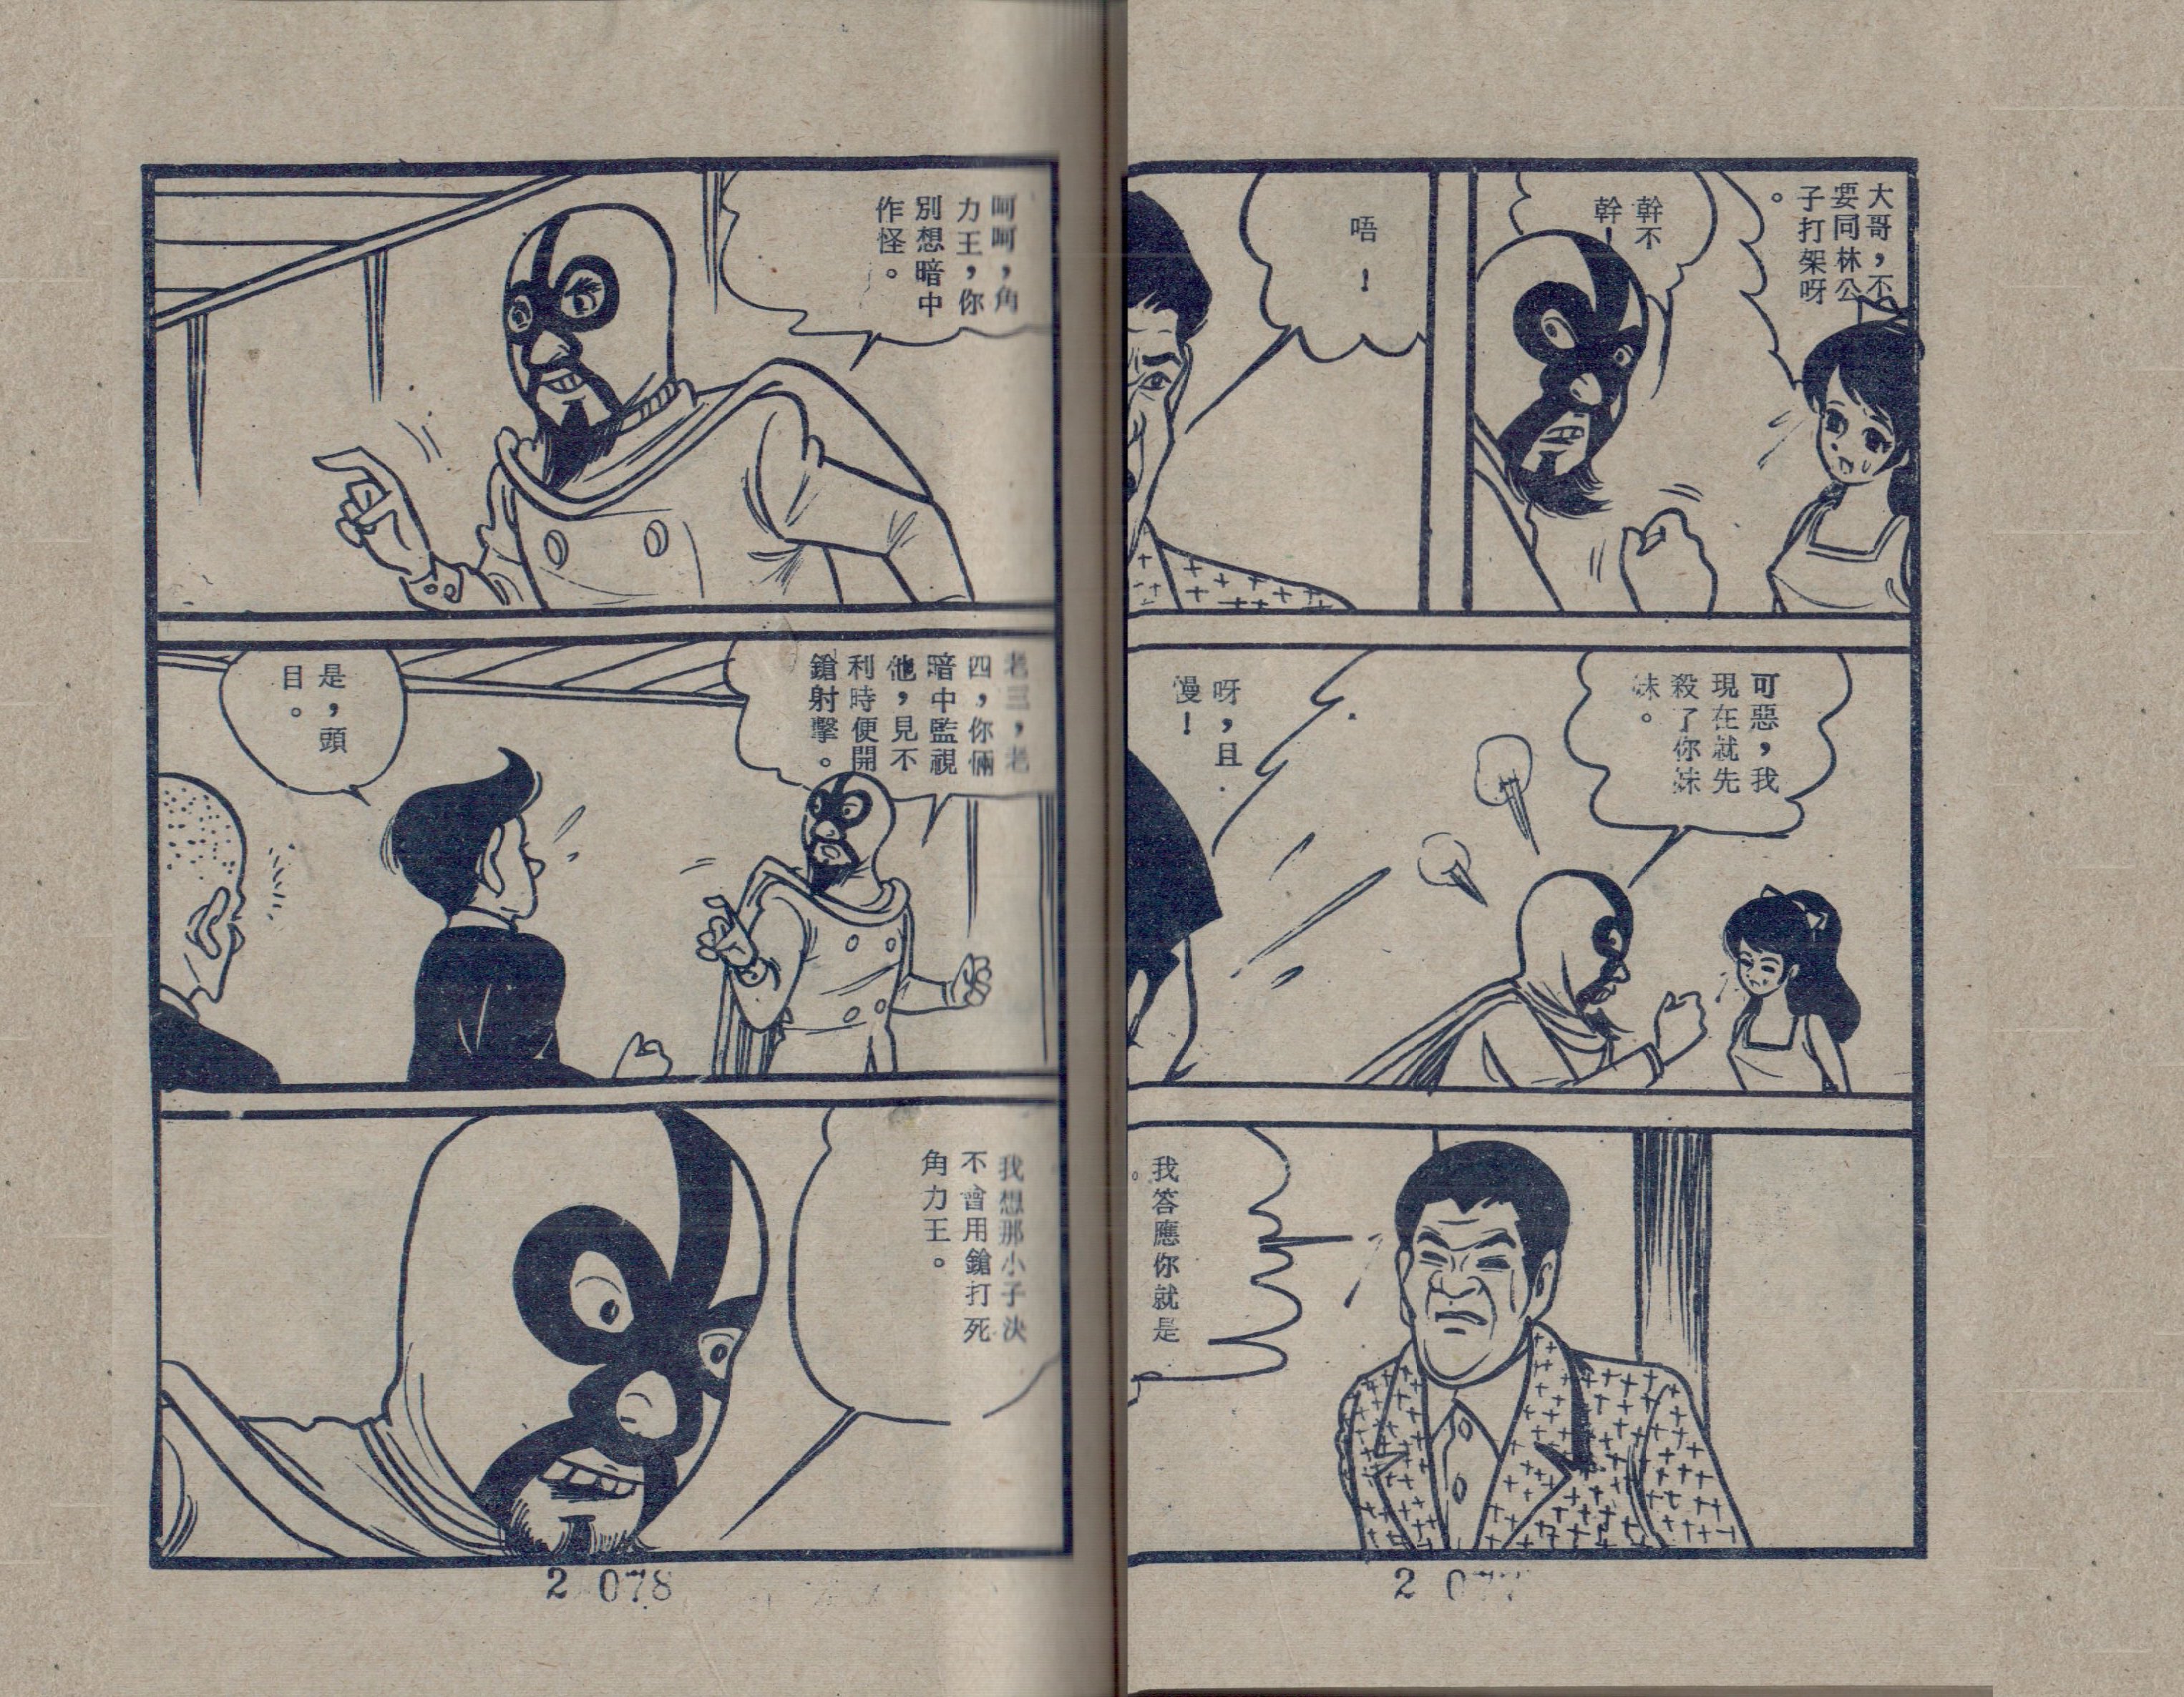 大哥，不
要同林公
子打架呀
。
幹不
幹！
唔！
可惡，我
現在就先
殺了你妹
妹。
呀，且
慢！
我答應你就是
。
2 077
呵呵，角
力王，你
別想暗中
作怪。
老三，老
四，你倆
暗中監視
他，見不
利時便開
鎗射擊。
是，頭
目。
我想那小子決
不會用鎗打死
角力王。
2 078